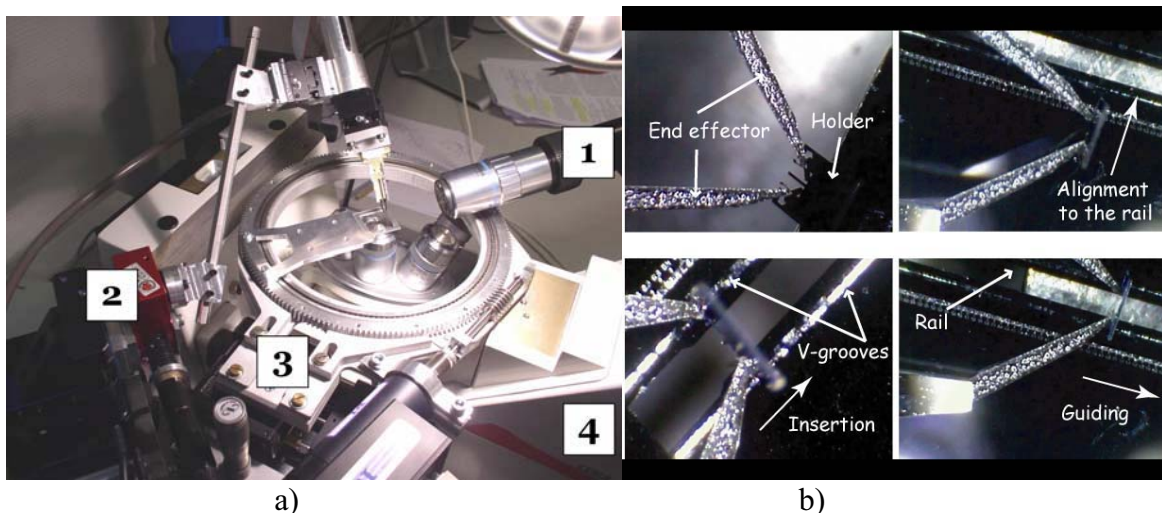 1
2
3
4
a)
End effector
Holder
Alignment
to the rail
V-grooves
Insertion
Rail
Guiding
b)